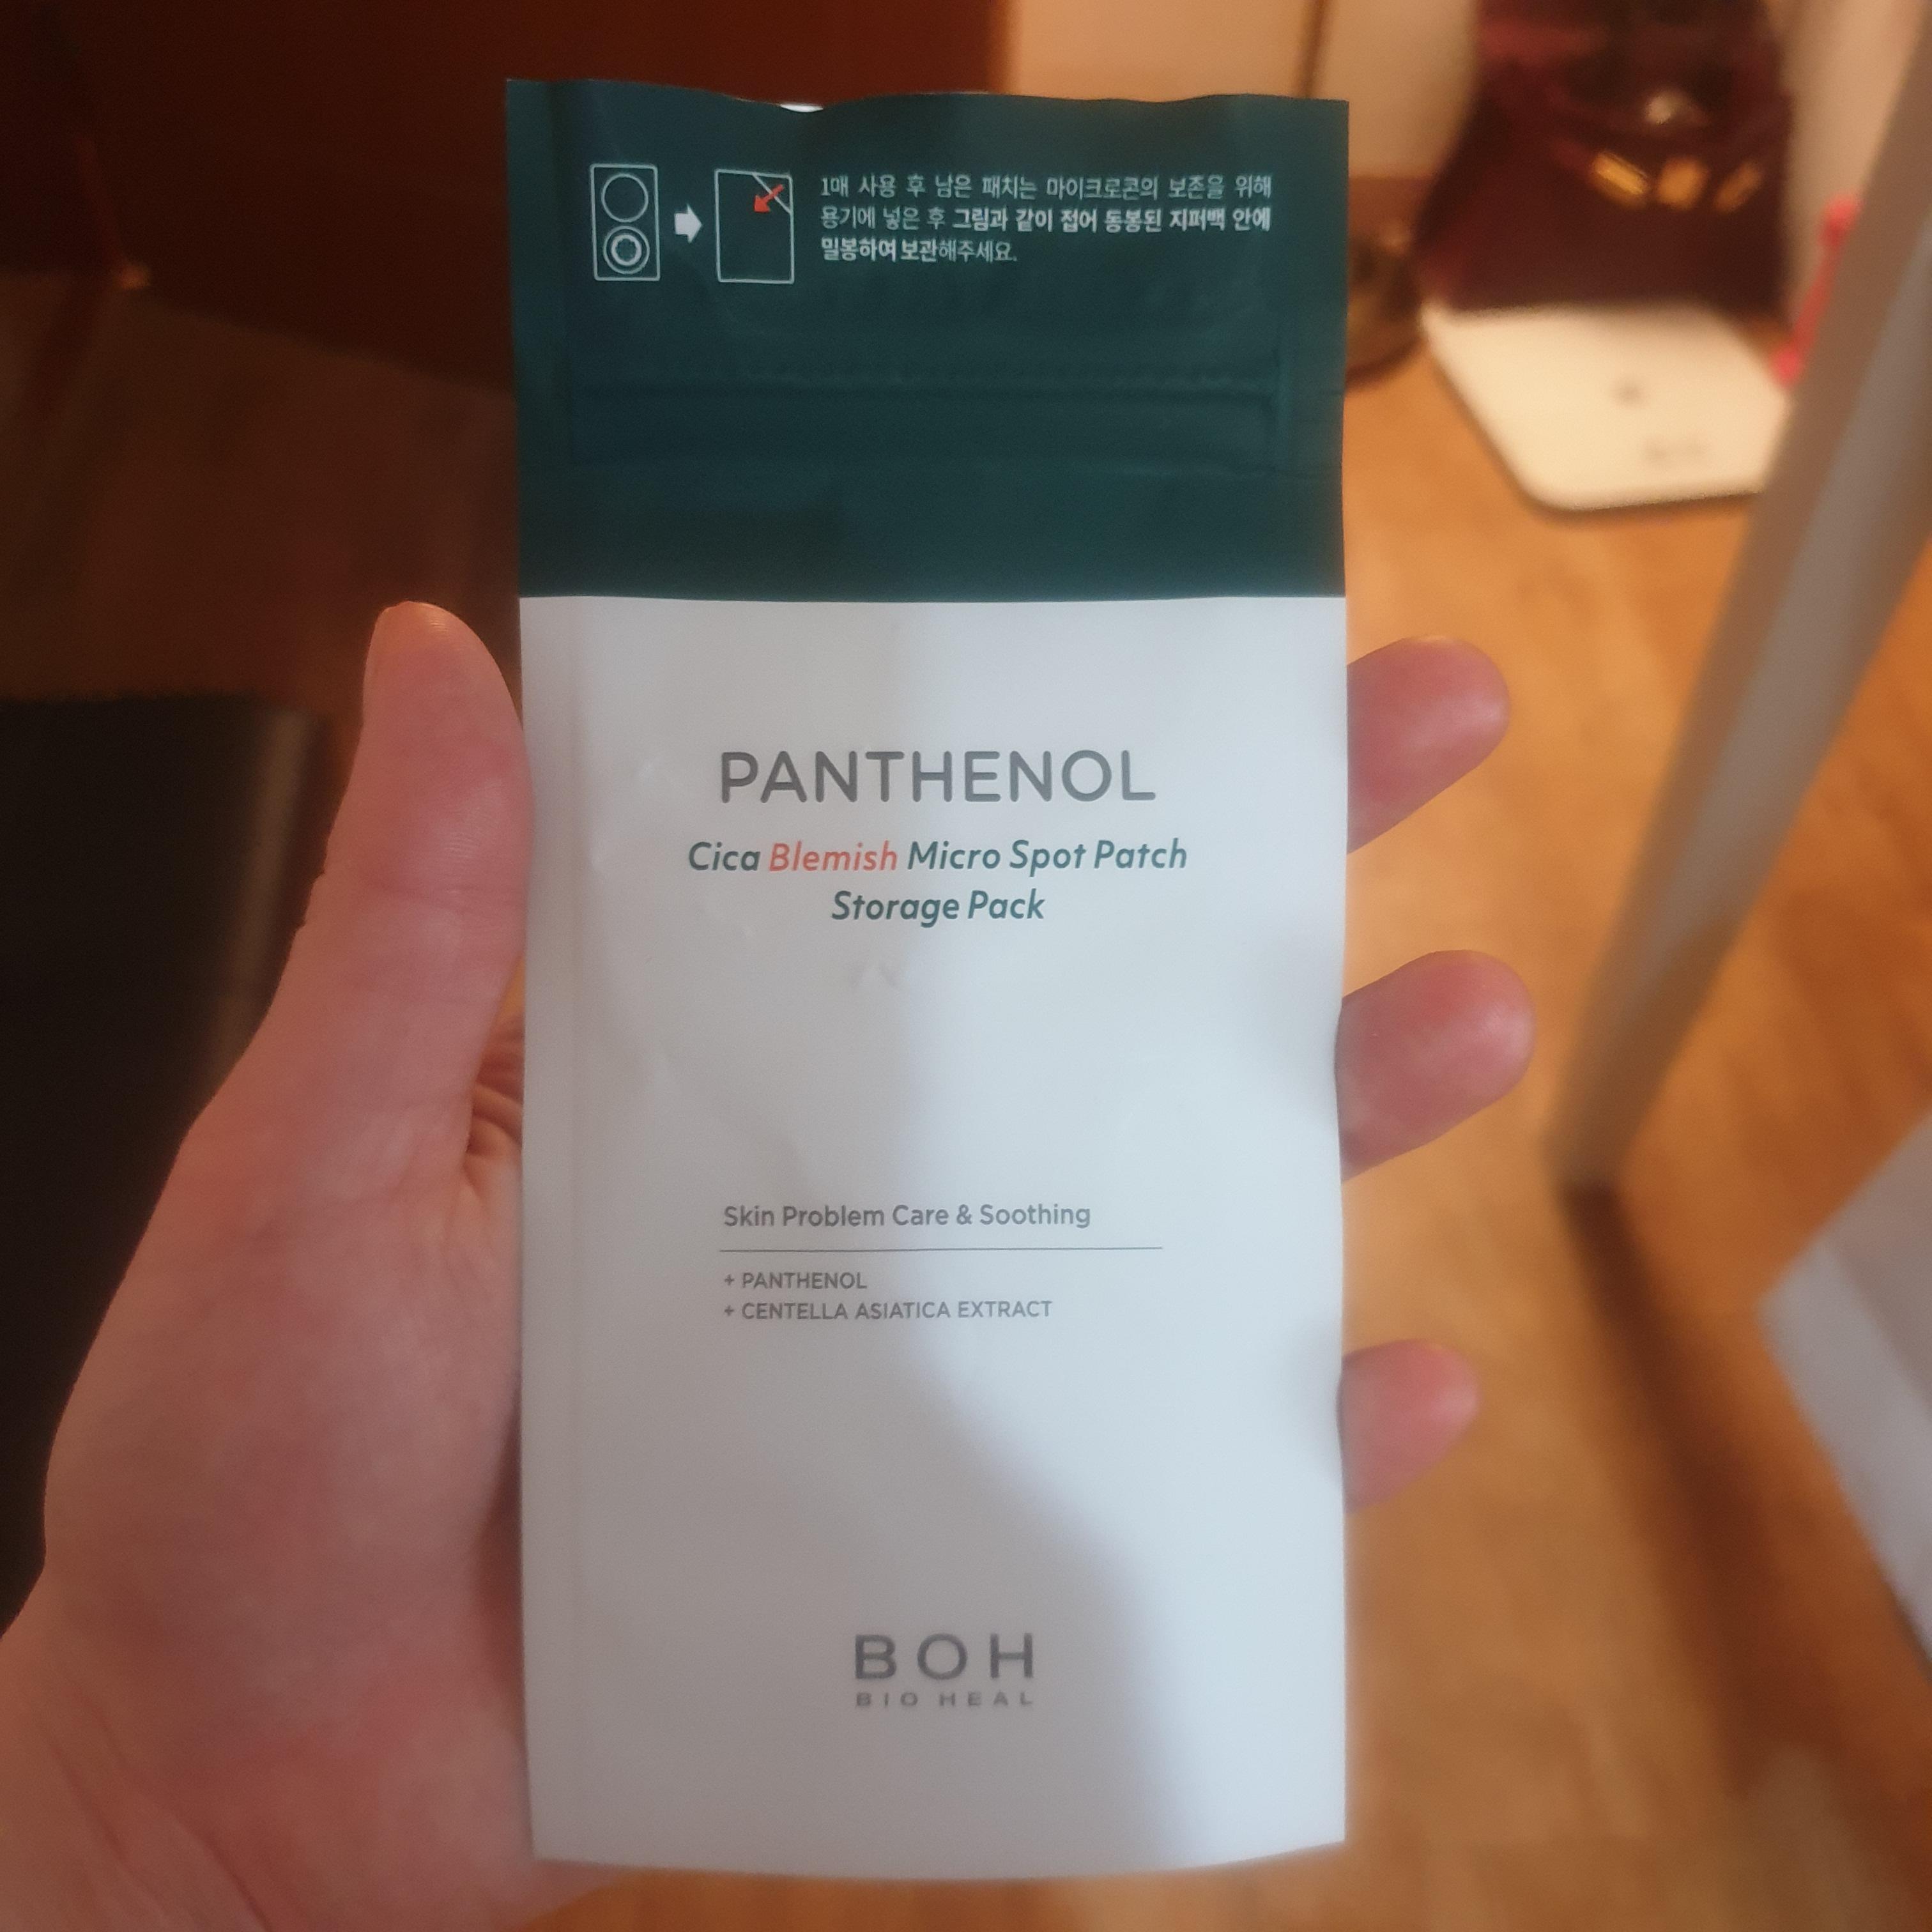 1매 사용 후 남은 패치는 마이크로콘의 보존을 위해
용기에 넣은 후 그림과 같이 접어 동봉된 지퍼백 안에
밀봉하여 보관해주세요.
PANTHENOL
Cica Blemish Micro Spot Patch
Storage Pack
Skin Problem Care & Soothing
+ PANTHENOL
+ CENTELLA ASIATICA EXTRACT
BOH
BIO HEAL